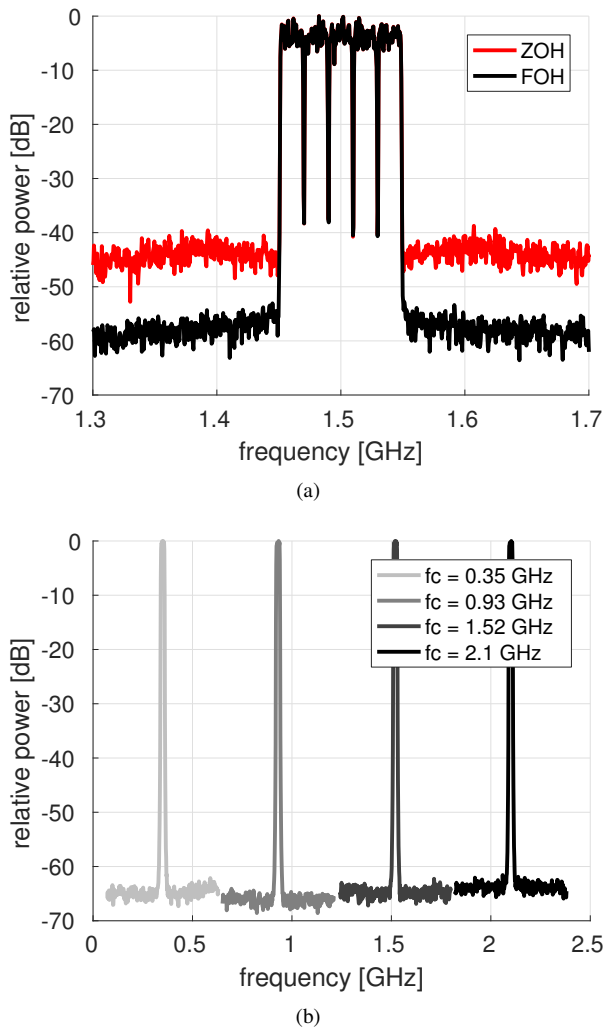 0
-10
-20
-30
-40
-50
-60
-70
relative power [dB]
ZOH
FOH
1.3 1.4 1.5 1.6 1.7
frequency [GHz]
(a)
0
-10
-20
-30
-40
-50
-60
-70
relative power [dB]
fc = 0.35 GHz
fc = 0.93 GHz
fc = 1.52 GHz
fc = 2.1 GHz
0 0.5 1 1.5 2 2.5
frequency [GHz]
(b)